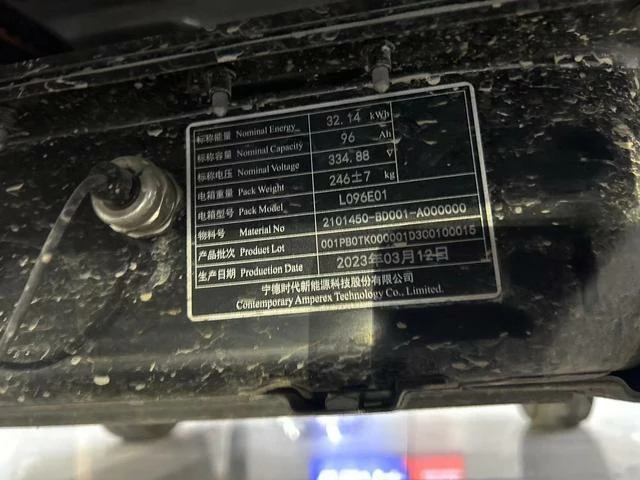 标称能量 Nominal Energy 32.14 kWh
标称容量 Nominal Capacity 96 Ah
标称电压 Nominal Voltage 334.88 V
电箱重量 Pack Weight 246±7 kg
电箱型号 Pack Model L096E01
物料号 Material No 2101450-BD001-A000000
产品批次 Product Lot 001PB0TK000001D300100015
生产日期 Production Date 2023年03月12日
宁德时代新能源科技股份有限公司
Contemporary Amperex Technology Co., Limited.